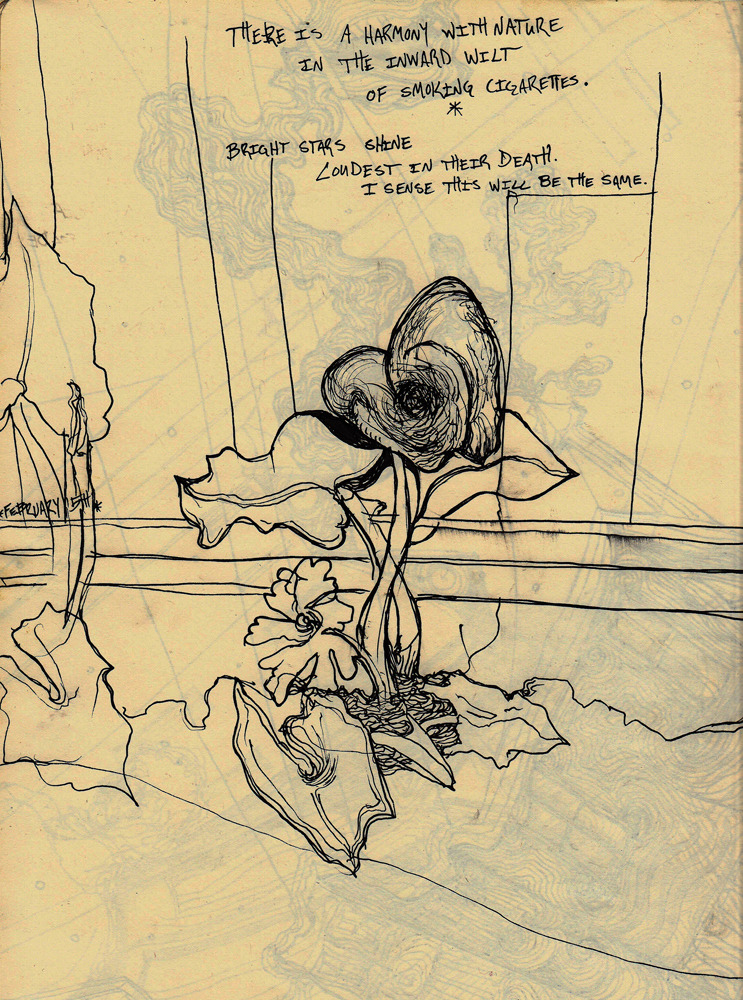 THERE IS A HARMONY WITH NATURE
IN THE INWARD WILT
OF SMOKING CIGARETTES.
*
BRIGHT STARS SHINE
LOUDEST IN THEIR DEATH.
I SENSE THIS WILL BE THE SAME.
*FEBRUARY 15TH*